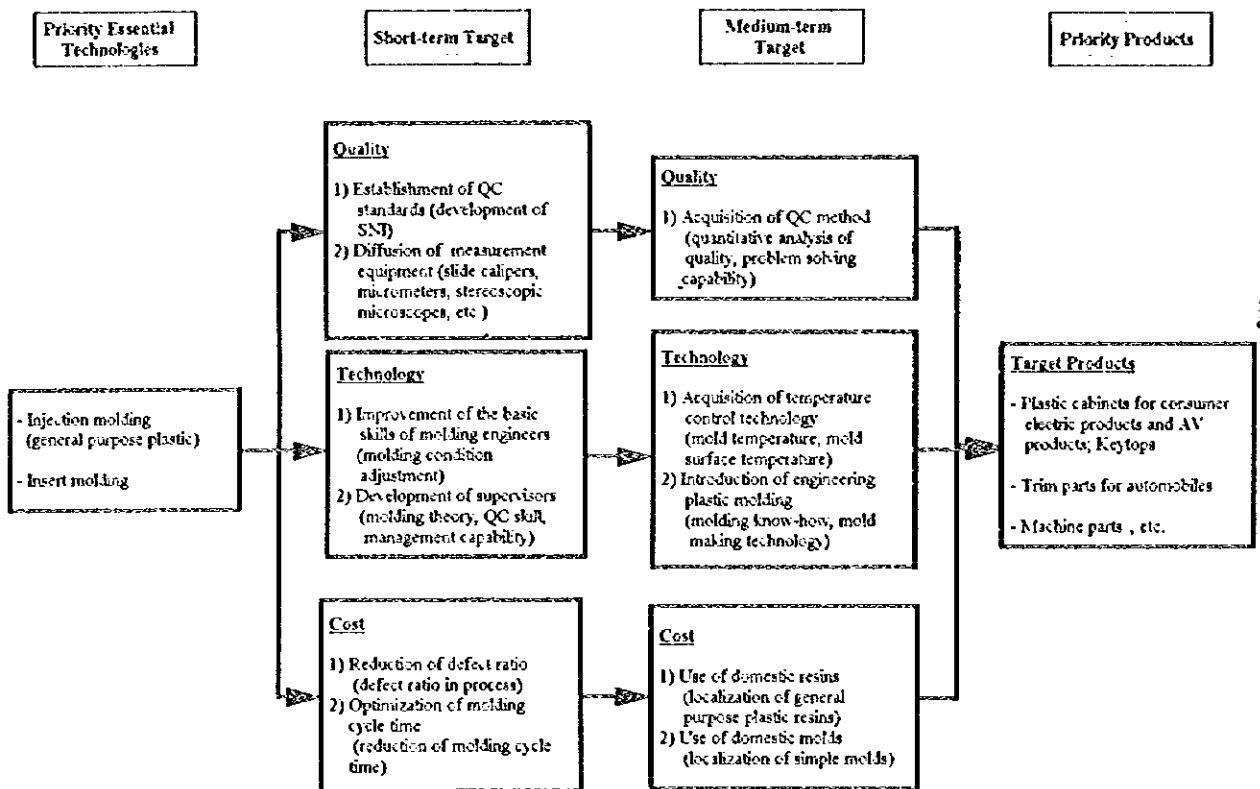 Priority Essential
Technologies
Short-term Target
Medium-term
Target
Priority Products
- Injection molding
(general purpose plastic)
- Insert molding
Quality
1) Establishment of QC
standards (development of
SNI)
2) Diffusion of measurement
equipment (slide calipers,
micrometers, stereoscopic
microscopes, etc.)
Technology
1) Improvement of the basic
skills of molding engineers
(molding condition
adjustment)
2) Development of supervisors
(molding theory, QC skill,
management capability)
Cost
1) Reduction of defect ratio
(defect ratio in process)
2) Optimization of molding
cycle time
(reduction of molding cycle
time)
Quality
1) Acquisition of QC method
(quantitative analysis of
quality, problem solving
capability)
Technology
1) Acquisition of temperature
control technology
(mold temperature, mold
surface temperature)
2) Introduction of engineering
plastic molding
(molding know-how, mold
making technology)
Cost
1) Use of domestic resins
(localization of general
purpose plastic resins)
2) Use of domestic molds
(localization of simple molds)
Target Products
- Plastic cabinets for consumer
electric products and AV
products; Keytops
- Trim parts for automobiles
- Machine parts , etc.